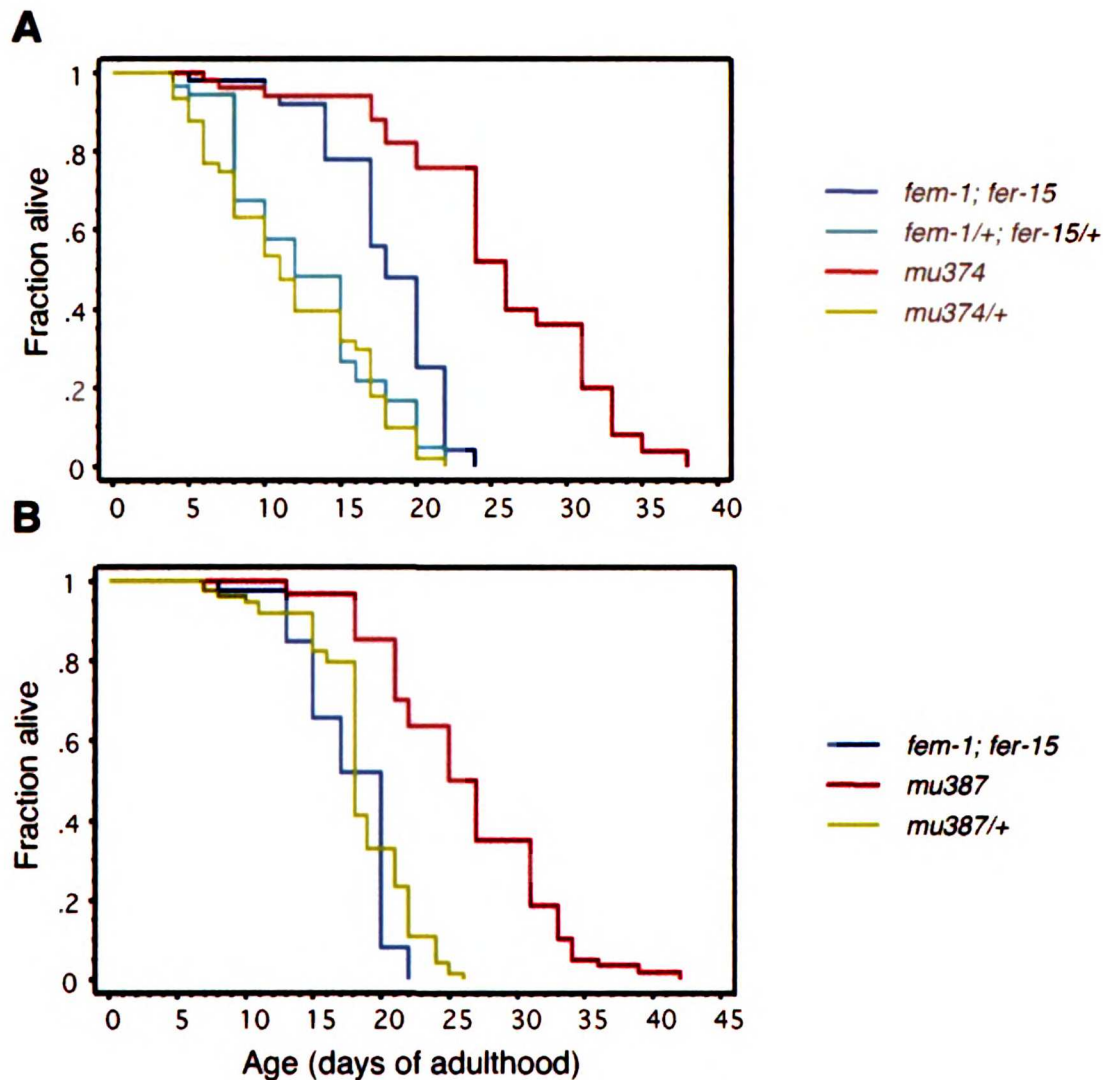 A
Fraction alive
1
.8
.6
.4
.2
0
0 5 10 15 20 25 30 35 40
fem-1; fer-15
fem-1/+; fer-15/+
mu374
mu374/+
B
Fraction alive
1
.8
.6
.4
.2
0
0 5 10 15 20 25 30 35 40 45
Age (days of adulthood)
fem-1; fer-15
mu387
mu387/+